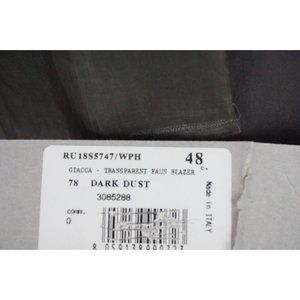 RU18S5747/WPH 48
GIACCA - TRANSPARENT FAUN BLAZER
78 DARK DUST
3085288
comm.
0
Made in ITALY